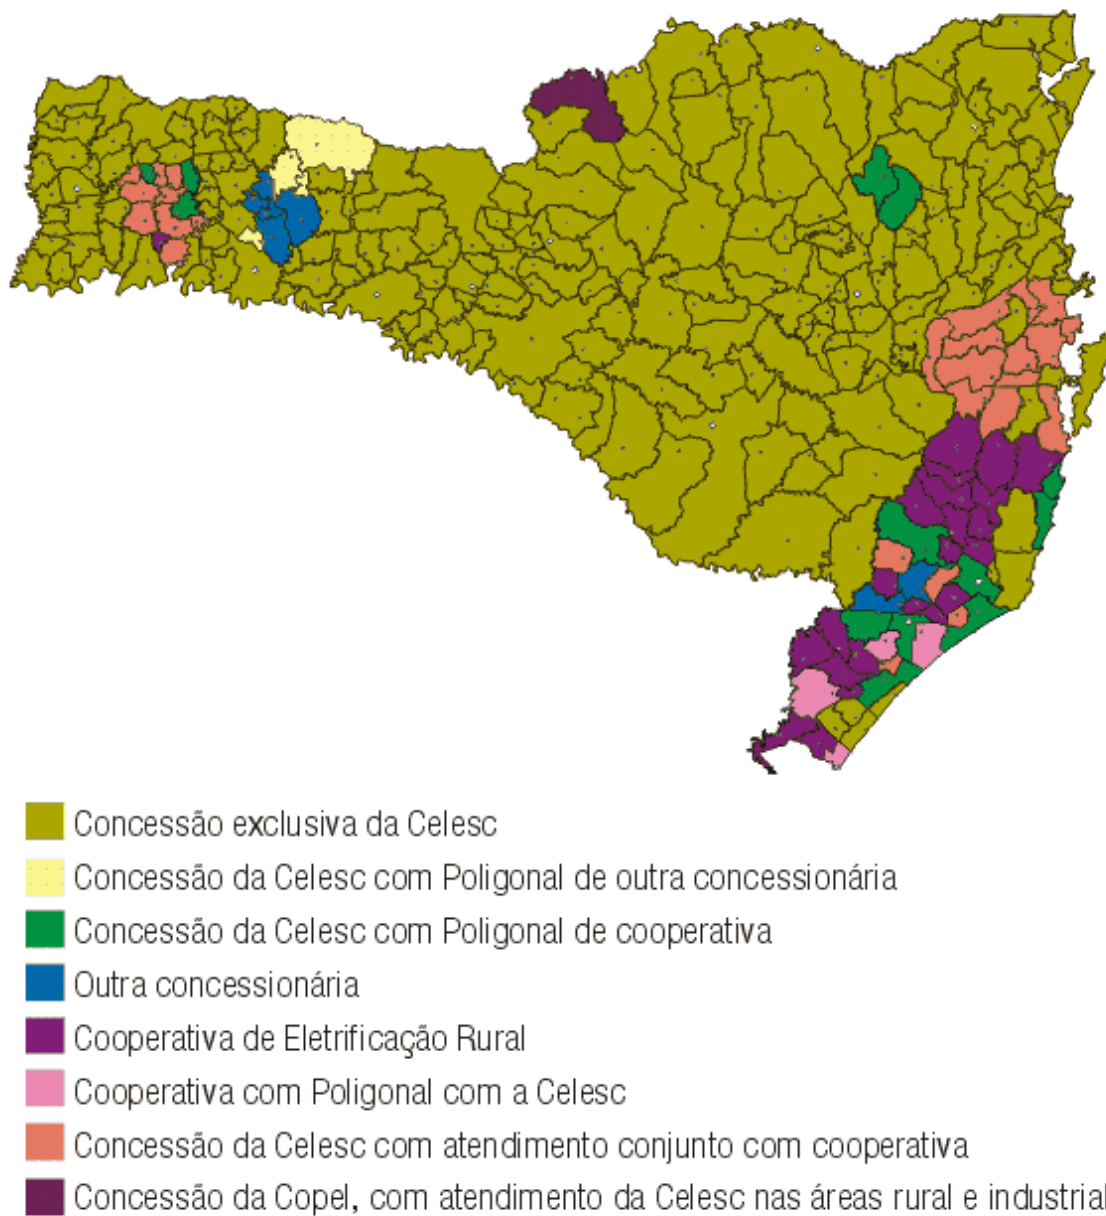 Concessão exclusiva da Celesc
Concessão da Celesc com Poligonal de outra concessionária
Concessão da Celesc com Poligonal de cooperativa
Outra concessionária
Cooperativa de Eletrificação Rural
Cooperativa com Poligonal com a Celesc
Concessão da Celesc com atendimento conjunto com cooperativa
Concessão da Copel, com atendimento da Celesc nas áreas rural e industrial